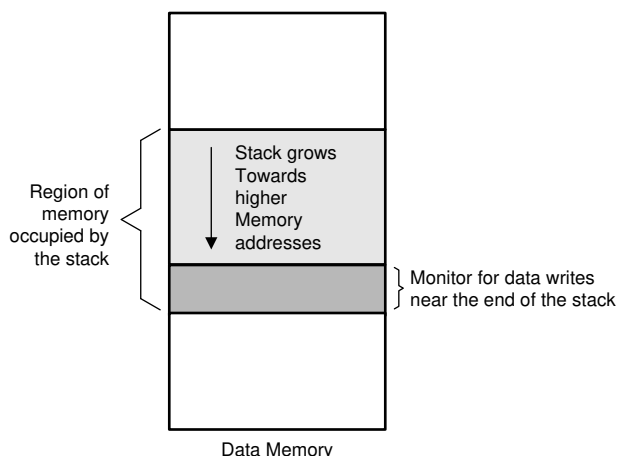 Stack grows
Towards
higher
Memory
addresses
Region of
memory
occupied by
the stack
Monitor for data writes
near the end of the stack
Data Memory